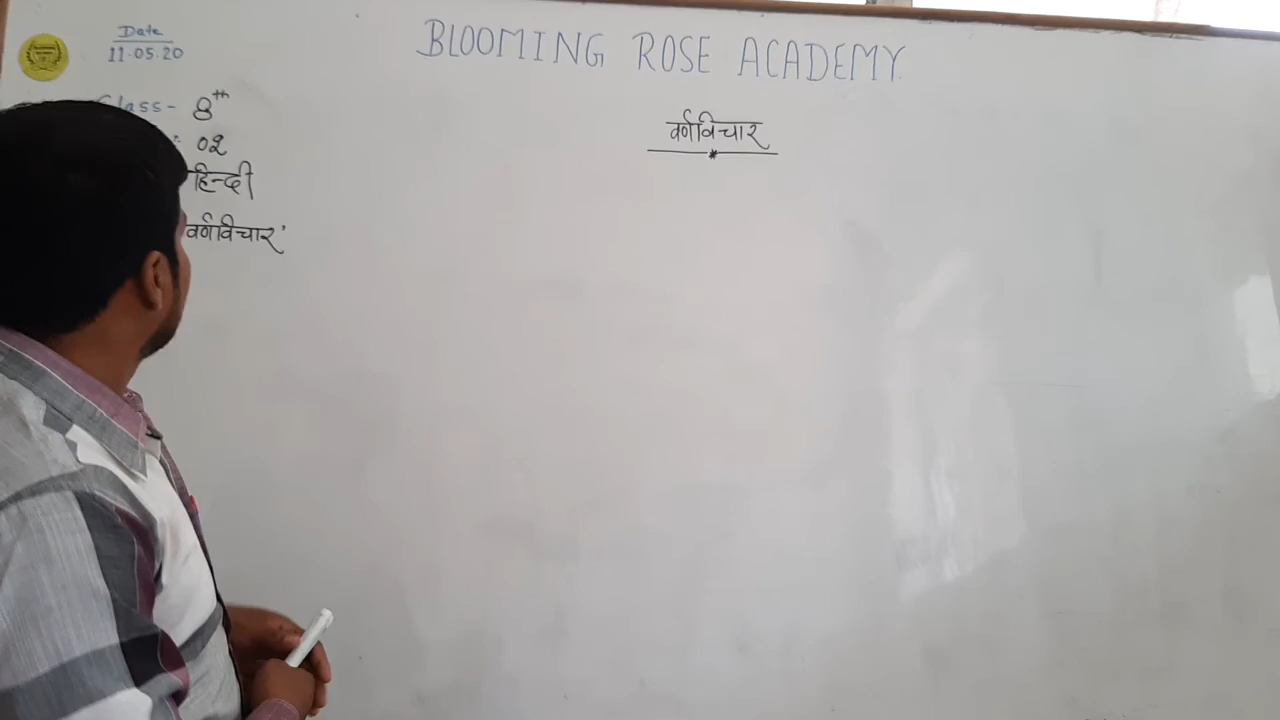 Date
11.05.20
BLOOMING ROSE ACADEMY.
Class- 8th
: 02
हिन्दी
वर्णविचार'
वर्णविचार